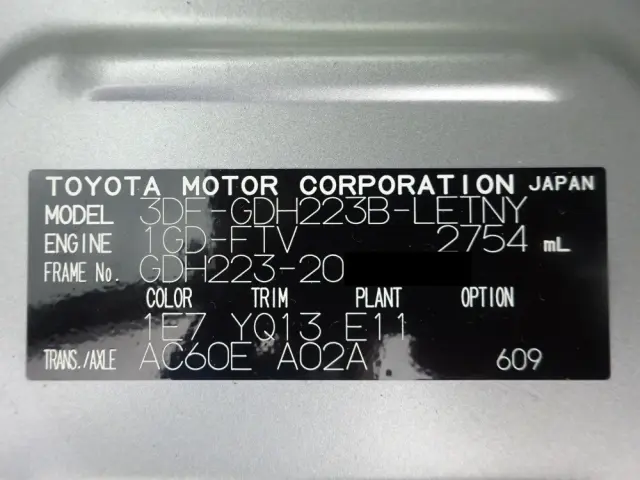 TOYOTA MOTOR CORPORATION JAPAN
MODEL 3DF-GDH223B-LETNY
ENGINE 1GD-FTV 2754 mL
FRAME No. GDH223-20
COLOR TRIM PLANT OPTION
1E7 YQ13 E11
TRANS./AXLE AC60E A02A 609